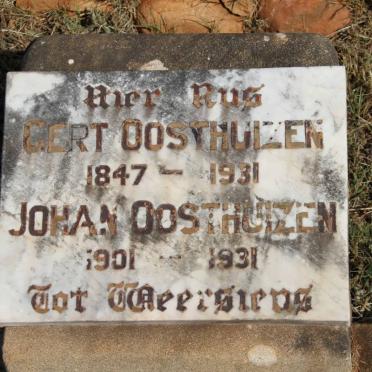 Hier Rus
GERT OOSTHUIZEN
1847 - 1931
JOHAN OOSTHUIZEN
1901 - 1931
Tot Weersiens